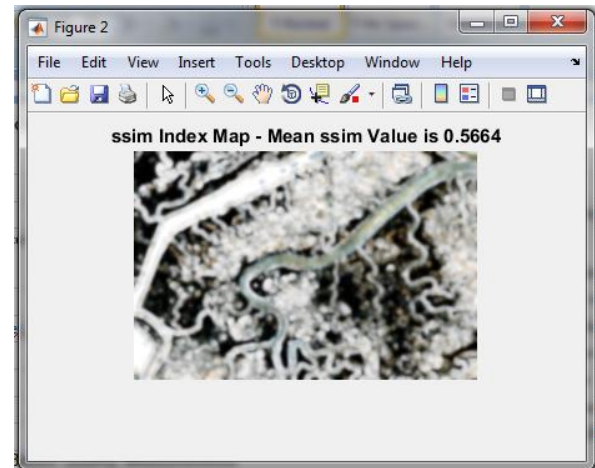 Figure 2
File Edit View Insert Tools Desktop Window Help
ssim Index Map - Mean ssim Value is 0.5664